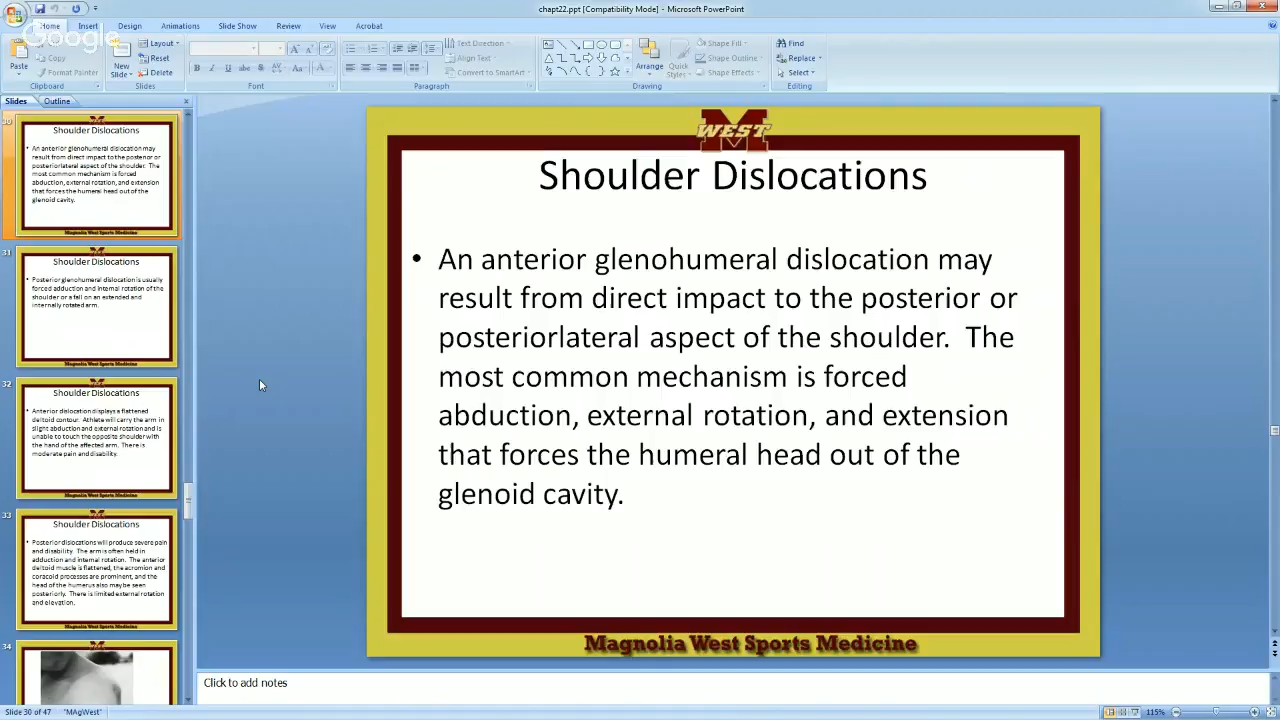 chapt22.ppt [Compatibility Mode] - Microsoft PowerPoint
Home Insert Design Animations Slide Show Review View Acrobat
Google
Paste
Copy
Format Painter
Clipboard
New
Slide
Layout
Reset
Delete
Slides
Font
Text Direction
Align Text
Convert to SmartArt
Paragraph
Arrange
Quick
Styles
Shape Fill
Shape Outline
Shape Effects
Drawing
Find
Replace
Select
Editing
Slides Outline
30
Shoulder Dislocations
• An anterior glenohumeral dislocation may
result from direct impact to the posterior or
posteriorlateral aspect of the shoulder. The
most common mechanism is forced
abduction, external rotation, and extension
that forces the humeral head out of the
glenoid cavity.
Magnolia West Sports Medicine
31
Shoulder Dislocations
• Posterior glenohumeral dislocation is usually
forced adduction and internal rotation of the
shoulder or a fall on an extended and
internally rotated arm.
Magnolia West Sports Medicine
32
Shoulder Dislocations
• Anterior dislocation displays a flattened
deltoid contour. Athlete will carry the arm in
slight abduction and external rotation and is
unable to touch the opposite shoulder with
the hand of the affected arm. There is
moderate pain and disability.
Magnolia West Sports Medicine
33
Shoulder Dislocations
• Posterior dislocations will produce severe pain
and disability. The arm is often held in
adduction and internal rotation. The anterior
deltoid muscle is flattened, the acromion and
coracoid processes are prominent, and the
head of the humerus also may be seen
posteriorly. There is limited external rotation
and elevation.
Magnolia West Sports Medicine
34
M
WEST
Shoulder Dislocations
• An anterior glenohumeral dislocation may
result from direct impact to the posterior or
posteriorlateral aspect of the shoulder. The
most common mechanism is forced
abduction, external rotation, and extension
that forces the humeral head out of the
glenoid cavity.
Magnolia West Sports Medicine
Click to add notes
Slide 30 of 47 "MAgWest" 115%